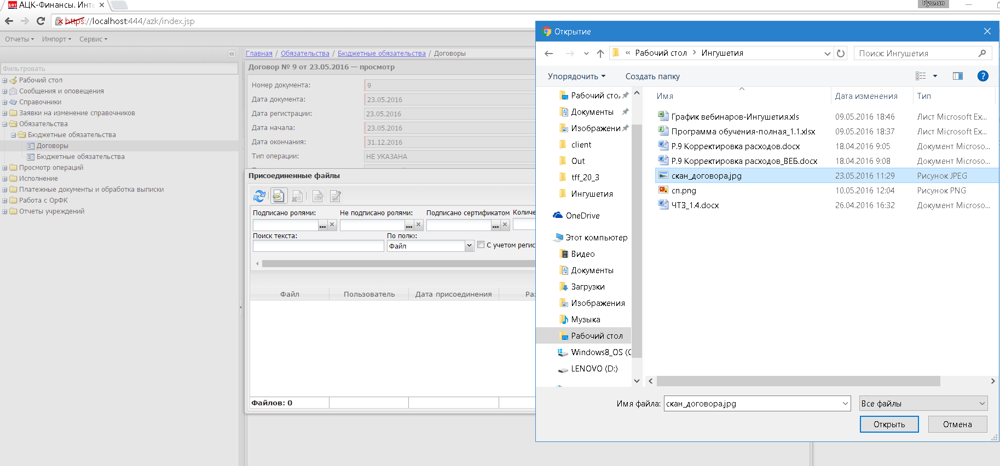 БФТ АЦК-Финансы. Инте
Руслан
https://localhost:444/azk/index.jsp
Отчеты Импорт Сервис
Фильтровать
Рабочий стол
Сообщения и оповещения
Справочники
Заявки на изменение справочников
Обязательства
Бюджетные обязательства
Договоры
Бюджетные обязательства
Просмотр операций
Исполнение
Платежные документы и обработка выписки
Работа с ОрФК
Отчеты учреждений
Главная / Обязательства / Бюджетные обязательства / Договоры
Договор № 9 от 23.05.2016 — просмотр
Номер документа: 9
Дата документа: 23.05.2016
Дата регистрации: 23.05.2016
Дата начала: 23.05.2016
Дата окончания: 31.12.2016
Тип операции: НЕ УКАЗАНА
Присоединенные файлы
Подписано ролями: Не подписано ролями: Подписано сертификатом Количе
Поиск текста: По полю:
Файл С учетом регис
Файл Пользователь Дата присоединения Раз
Файлов: 0
Открытие
« Рабочий стол > Ингушетия
Поиск: Ингушетия
Упорядочить Создать папку
Рабочий сто
Документы
Изображени
client
Out
tff_20_3
Ингушетия
OneDrive
Этот компьютер
Видео
Документы
Загрузки
Изображения
Музыка
Рабочий стол
Windows8_OS (C
LENOVO (D:)
Имя Дата изменения Тип
График вебинаров-Ингушетия.xls 09.05.2016 18:46 Лист Microsoft Ex...
Программа обучения-полная_1.1.xlsx 09.05.2016 18:37 Лист Microsoft Ex...
Р.9 Корректировка расходов.docx 18.04.2016 9:05 Документ Microso...
Р.9 Корректировка расходов_ВЕБ.docx 18.04.2016 9:08 Документ Microso...
скан_договора.jpg 23.05.2016 11:29 Рисунок JPEG
сп.png 10.05.2016 12:04 Рисунок PNG
ЧТЗ_1.4.docx 26.04.2016 16:32 Документ Microso...
Имя файла: скан_договора.jpg Все файлы
Открыть Отмена